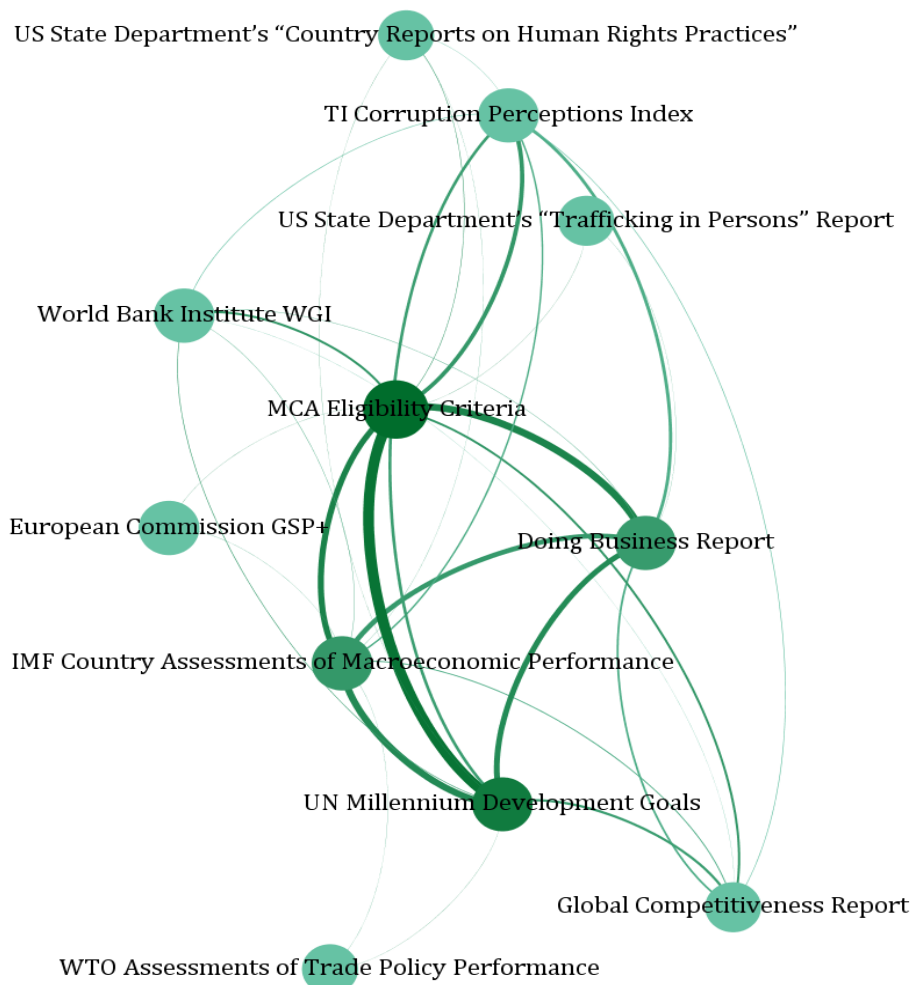 US State Department’s “Country Reports on Human Rights Practices”
TI Corruption Perceptions Index
US State Department’s “Trafficking in Persons” Report
World Bank Institute WGI
MCA Eligibility Criteria
European Commission GSP+
Doing Business Report
IMF Country Assessments of Macroeconomic Performance
UN Millennium Development Goals
Global Competitiveness Report
WTO Assessments of Trade Policy Performance